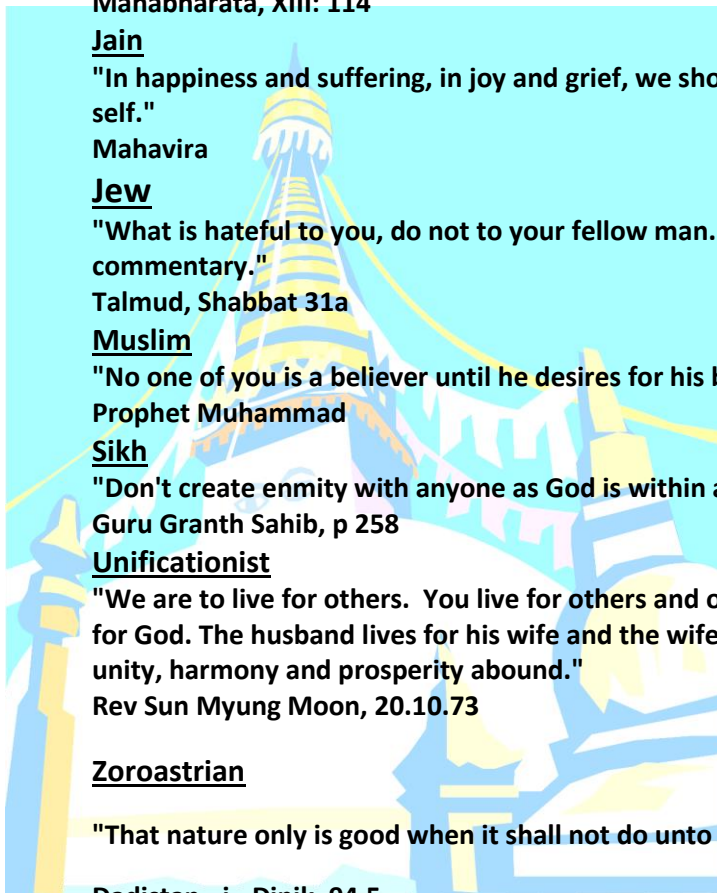 Mahabharata, XIII: 114
Jain
"In happiness and suffering, in joy and grief, we sho
self."
Mahavira
Jew
"What is hateful to you, do not to your fellow man.
commentary."
Talmud, Shabbat 31a
Muslim
"No one of you is a believer until he desires for his b
Prophet Muhammad
Sikh
"Don't create enmity with anyone as God is within a
Guru Granth Sahib, p 258
Unificationist
"We are to live for others.  You live for others and o
for God. The husband lives for his wife and the wife
unity, harmony and prosperity abound."
Rev Sun Myung Moon, 20.10.73
Zoroastrian
"That nature only is good when it shall not do unto